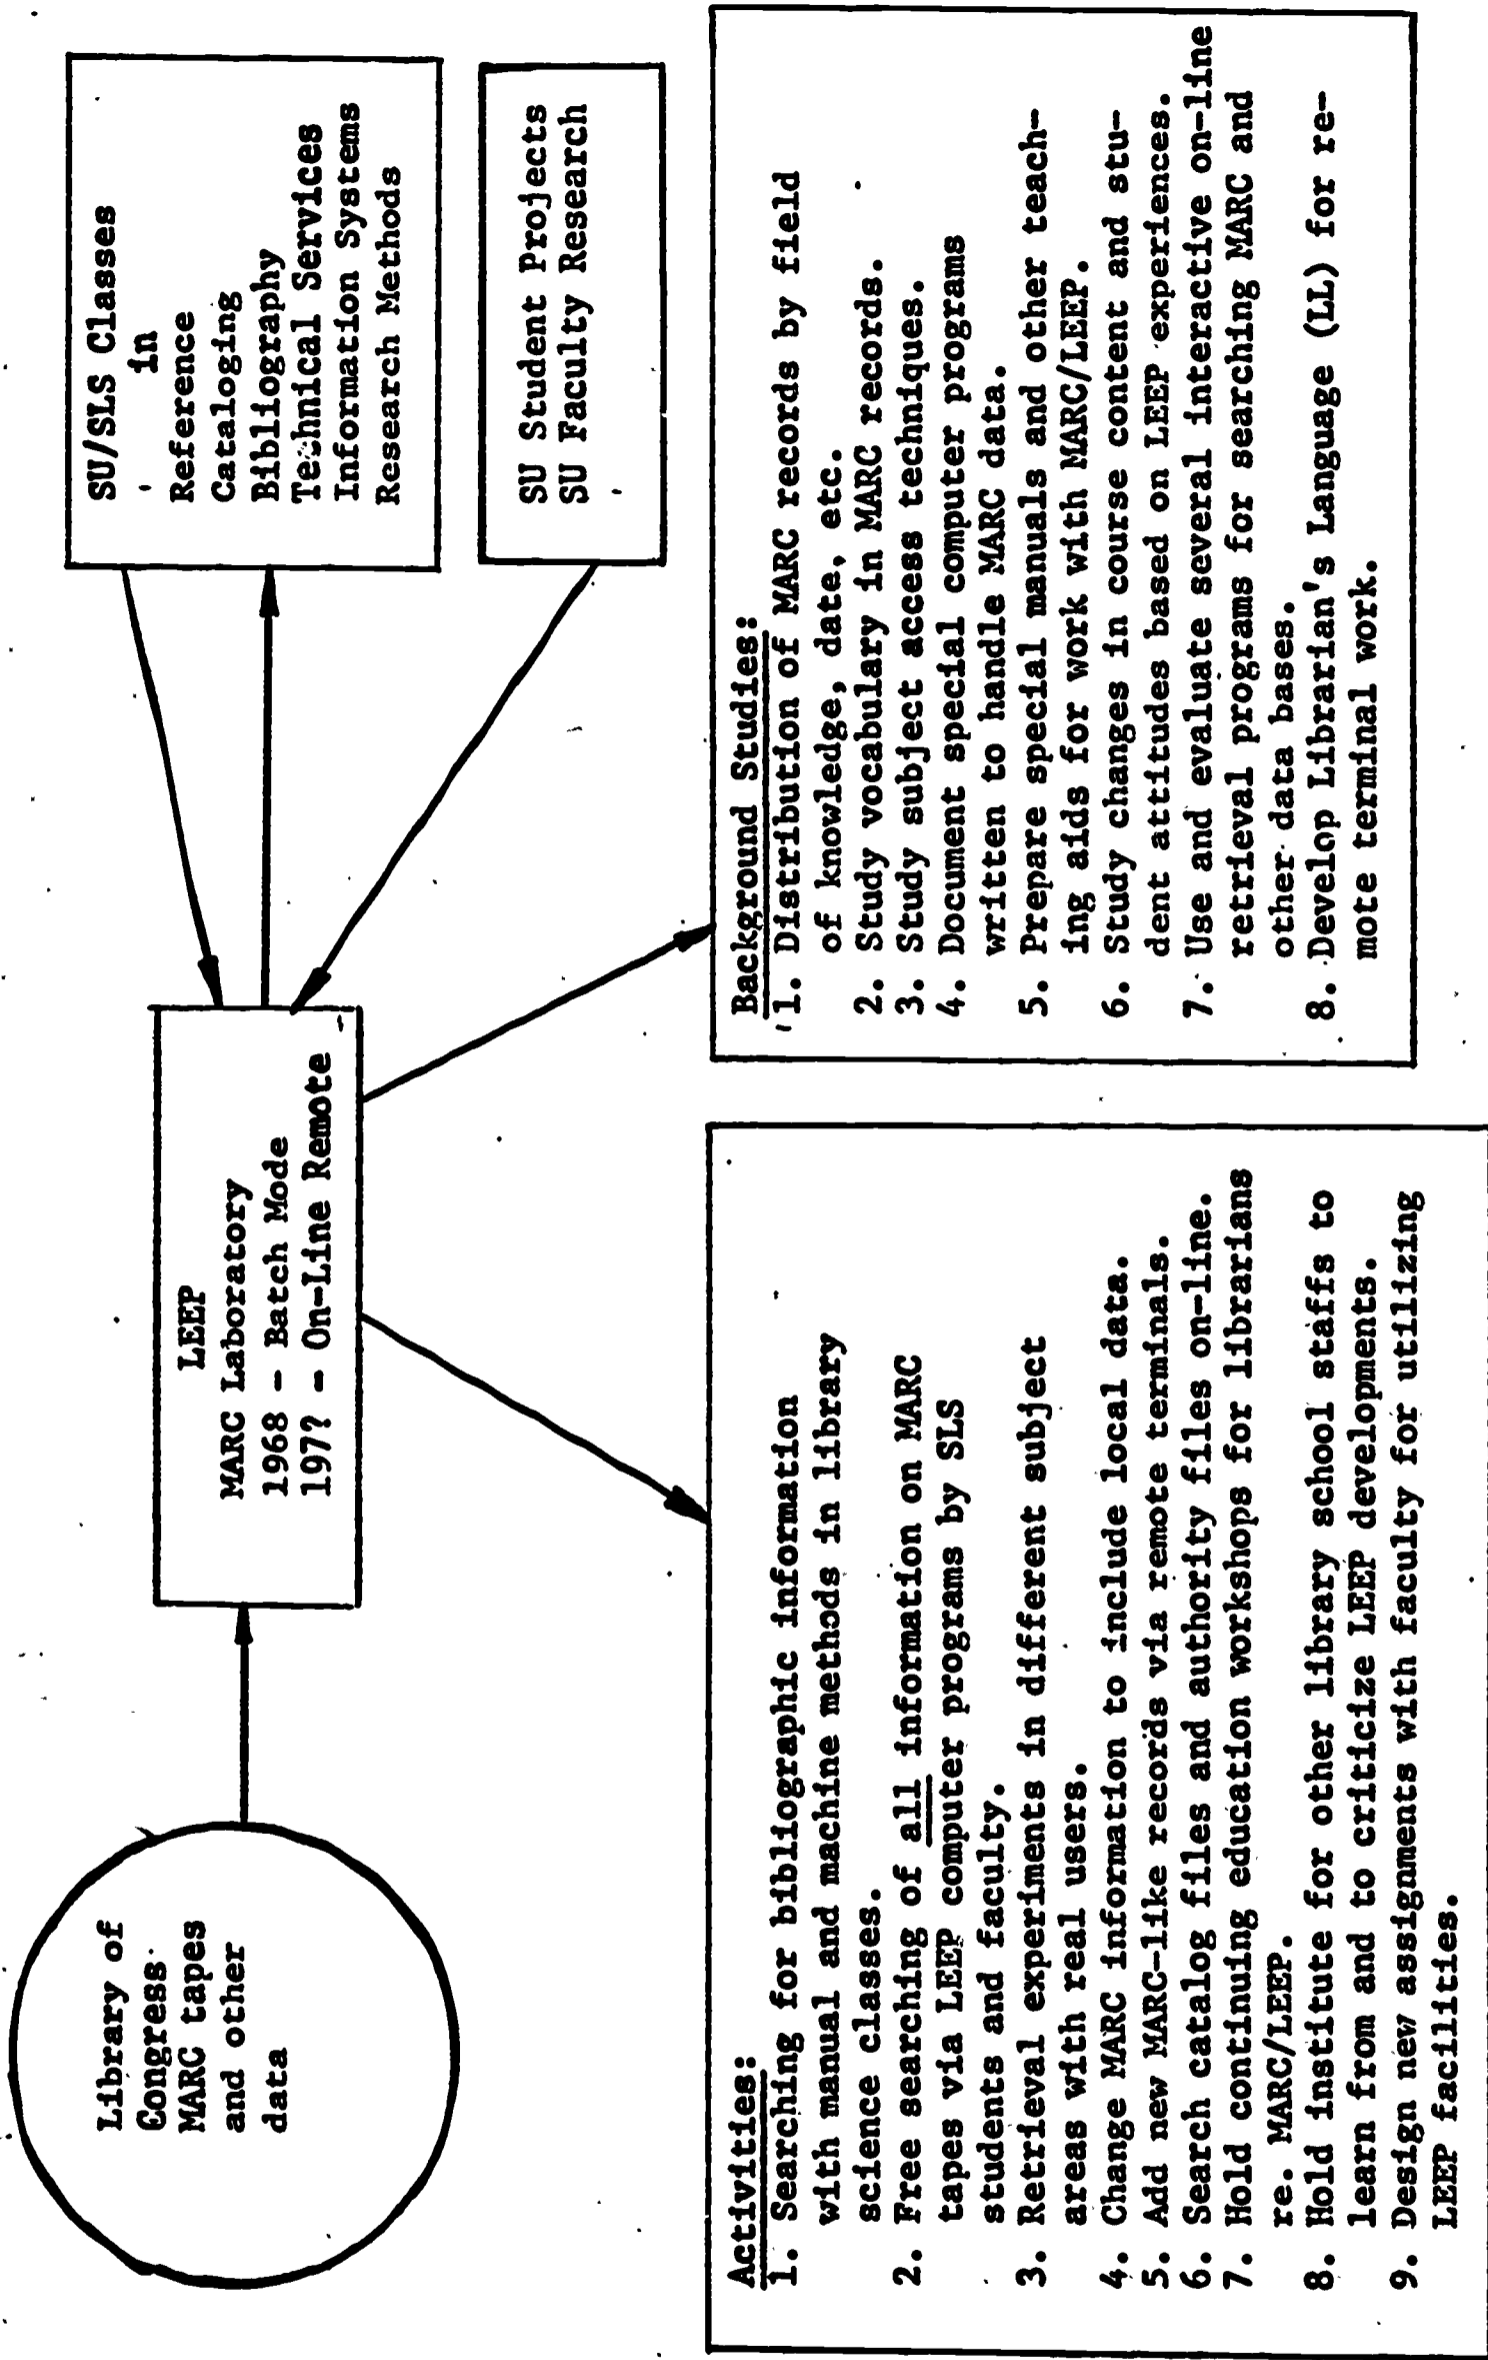 Library of
Congress
MARC tapes
and other
data
LEEP
MARC Laboratory
1968 - Batch Mode
197? - On-Line Remote
SU/SLS Classes
in
Reference
Cataloging
Bibliography
Technical Services
Information Systems
Research Methods
SU Student Projects
SU Faculty Research
Activities:
1. Searching for bibliographic information
with manual and machine methods in library
science classes.
2. Free searching of all information on MARC
tapes via LEEP computer programs by SLS
students and faculty.
3. Retrieval experiments in different subject
areas with real users.
4. Change MARC information to include local data.
5. Add new MARC-like records via remote terminals.
6. Search catalog files and authority files on-line.
7. Hold continuing education workshops for librarians
re. MARC/LEEP.
8. Hold institute for other library school staffs to
learn from and to criticize LEEP developments.
9. Design new assignments with faculty for utilizing
LEEP facilities.
Background Studies:
1. Distribution of MARC records by field
of knowledge, date, etc.
2. Study vocabulary in MARC records.
3. Study subject access techniques.
4. Document special computer programs
written to handle MARC data.
5. Prepare special manuals and other teach-
ing aids for work with MARC/LEEP.
6. Study changes in course content and stu-
dent attitudes based on LEEP experiences.
7. Use and evaluate several interactive on-line
retrieval programs for searching MARC and
other data bases.
8. Develop Librarian's Language (LL) for re-
mote terminal work.